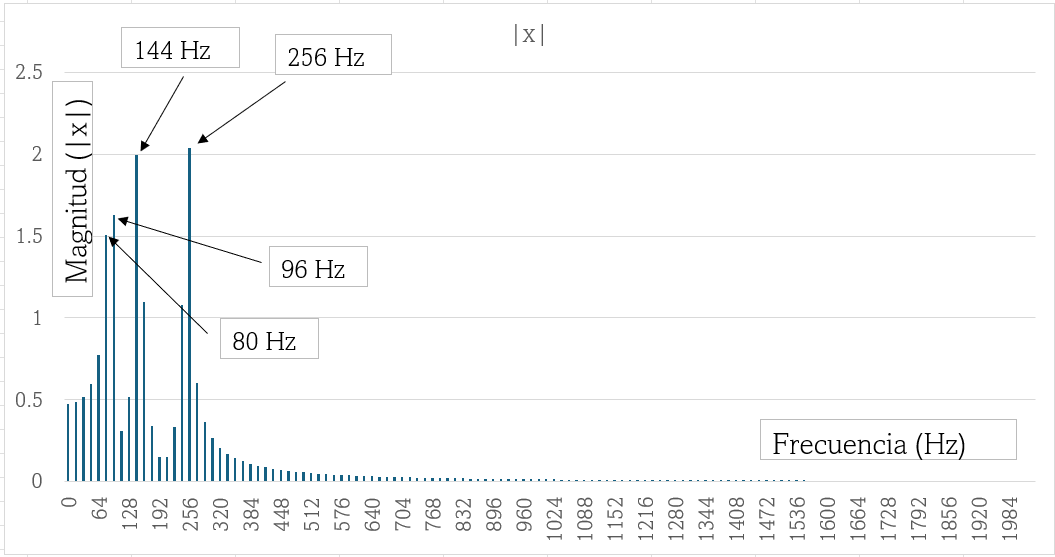 |x|
144 Hz
256 Hz
2.5
2
1.5
1
0.5
0
Magnitud (|x|)
96 Hz
80 Hz
Frecuencia (Hz)
0 64 128 192 256 320 384 448 512 576 640 704 768 832 896 960 1024 1088 1152 1216 1280 1344 1408 1472 1536 1600 1664 1728 1792 1856 1920 1984